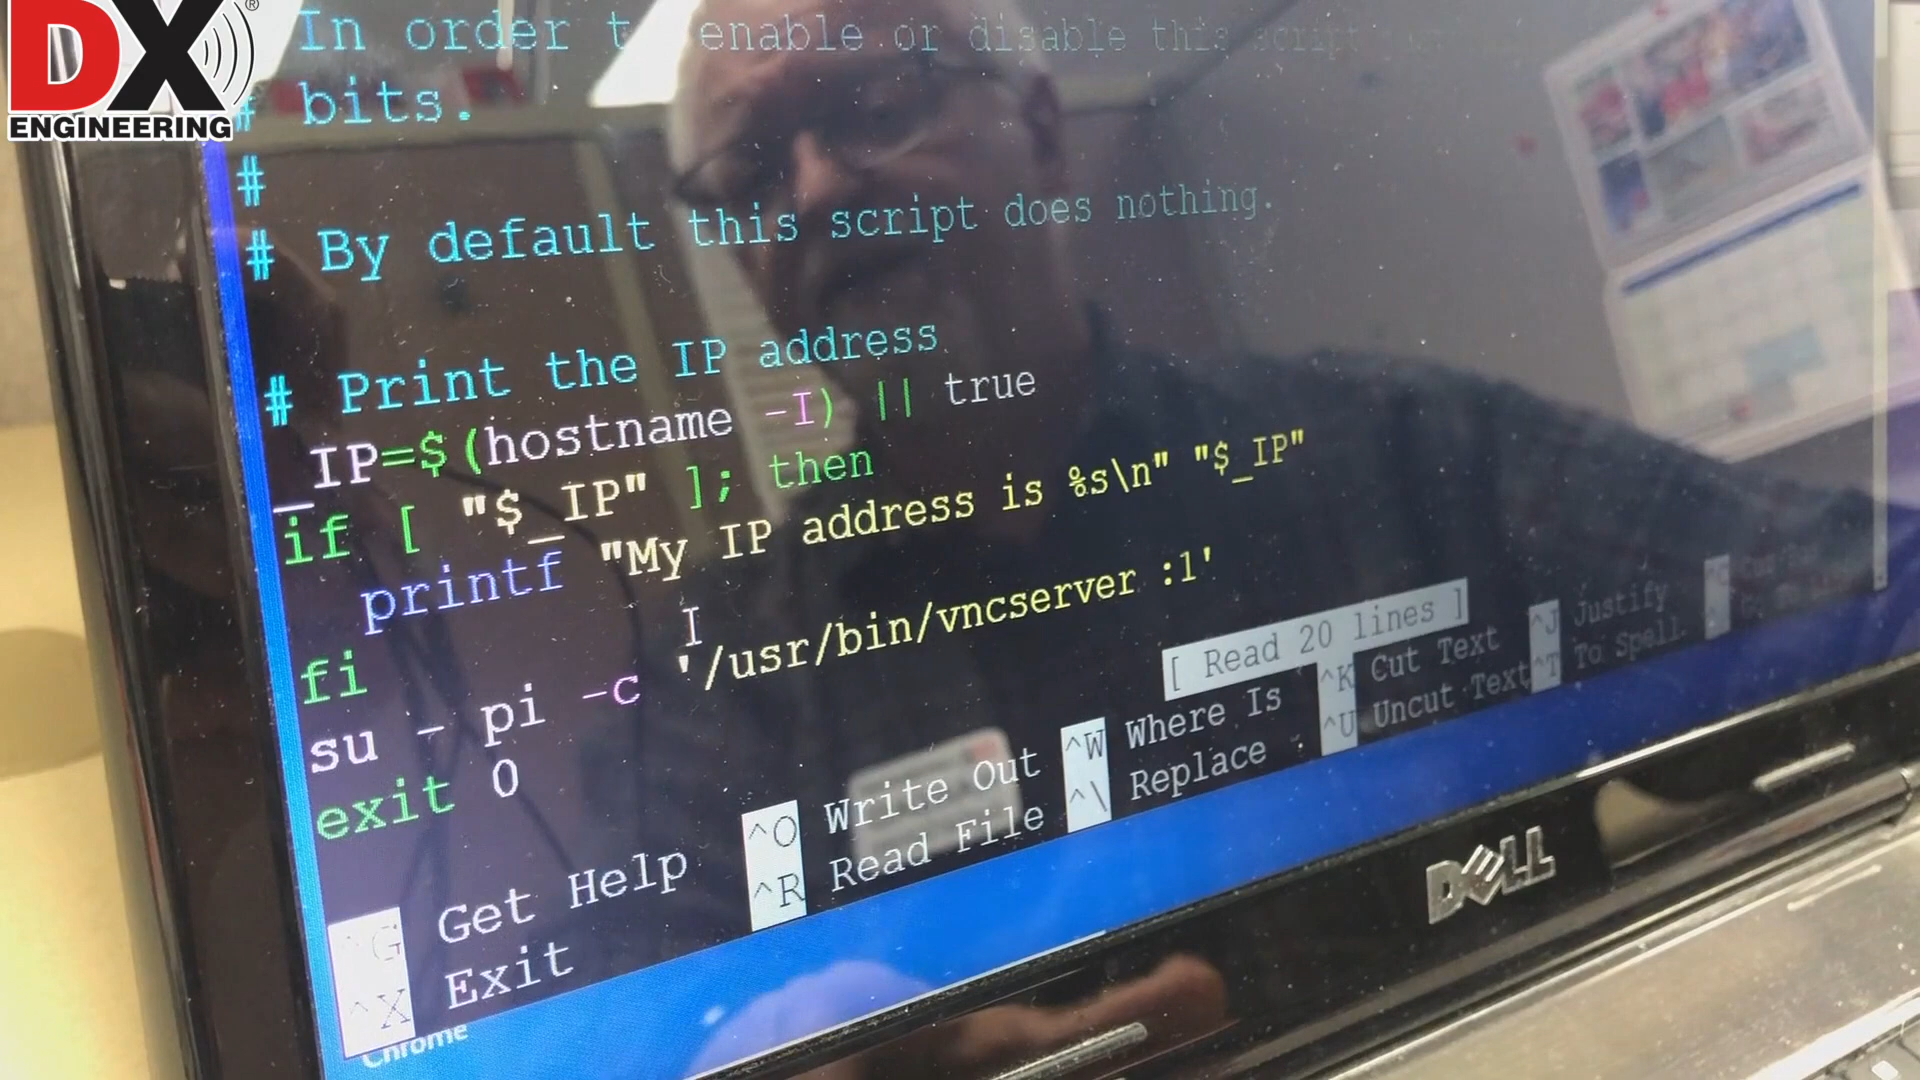 DX®
ENGINEERING
In order t enable or disable this script
# bits.
#
# By default this script does nothing.
# Print the IP address
_IP=$(hostname -I) || true
if [ "$_IP" ]; then
printf "My IP address is %s\n" "$_IP"
fi
su - pi -c '/usr/bin/vncserver :1'
exit 0
[ Read 20 lines ]
^G Get Help ^O Write Out ^W Where Is ^K Cut Text ^J Justify
^X Exit ^R Read File ^\ Replace ^U Uncut Text ^T To Spell
Chrome
DELL